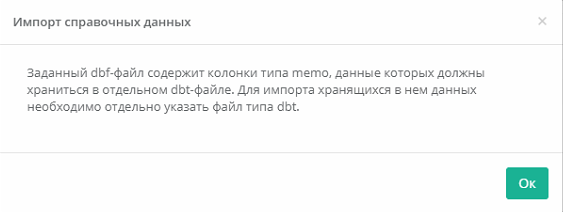 Импорт справочных данных
×
Заданный dbf-файл содержит колонки типа memo, данные которых должны
храниться в отдельном dbt-файле. Для импорта хранящихся в нем данных
необходимо отдельно указать файл типа dbt.
Ок